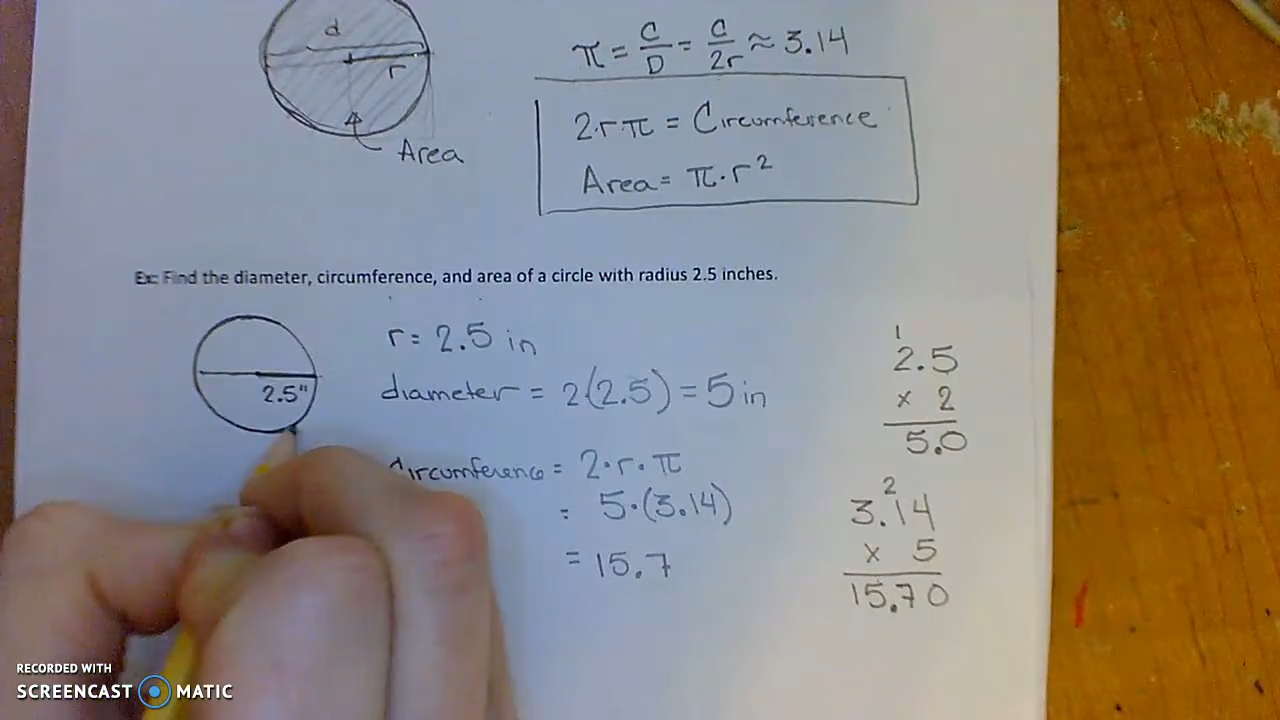 d
r
Area
π = C/D = C/2r ≈ 3.14
2·r·π = Circumference
Area = π·r²
Ex: Find the diameter, circumference, and area of a circle with radius 2.5 inches.
2.5"
r = 2.5 in
diameter = 2(2.5) = 5 in
circumference = 2·r·π
= 5·(3.14)
= 15.7
1
2.5
x 2
5.0
2
3.14
x 5
15.70
RECORDED WITH
SCREENCAST MATIC